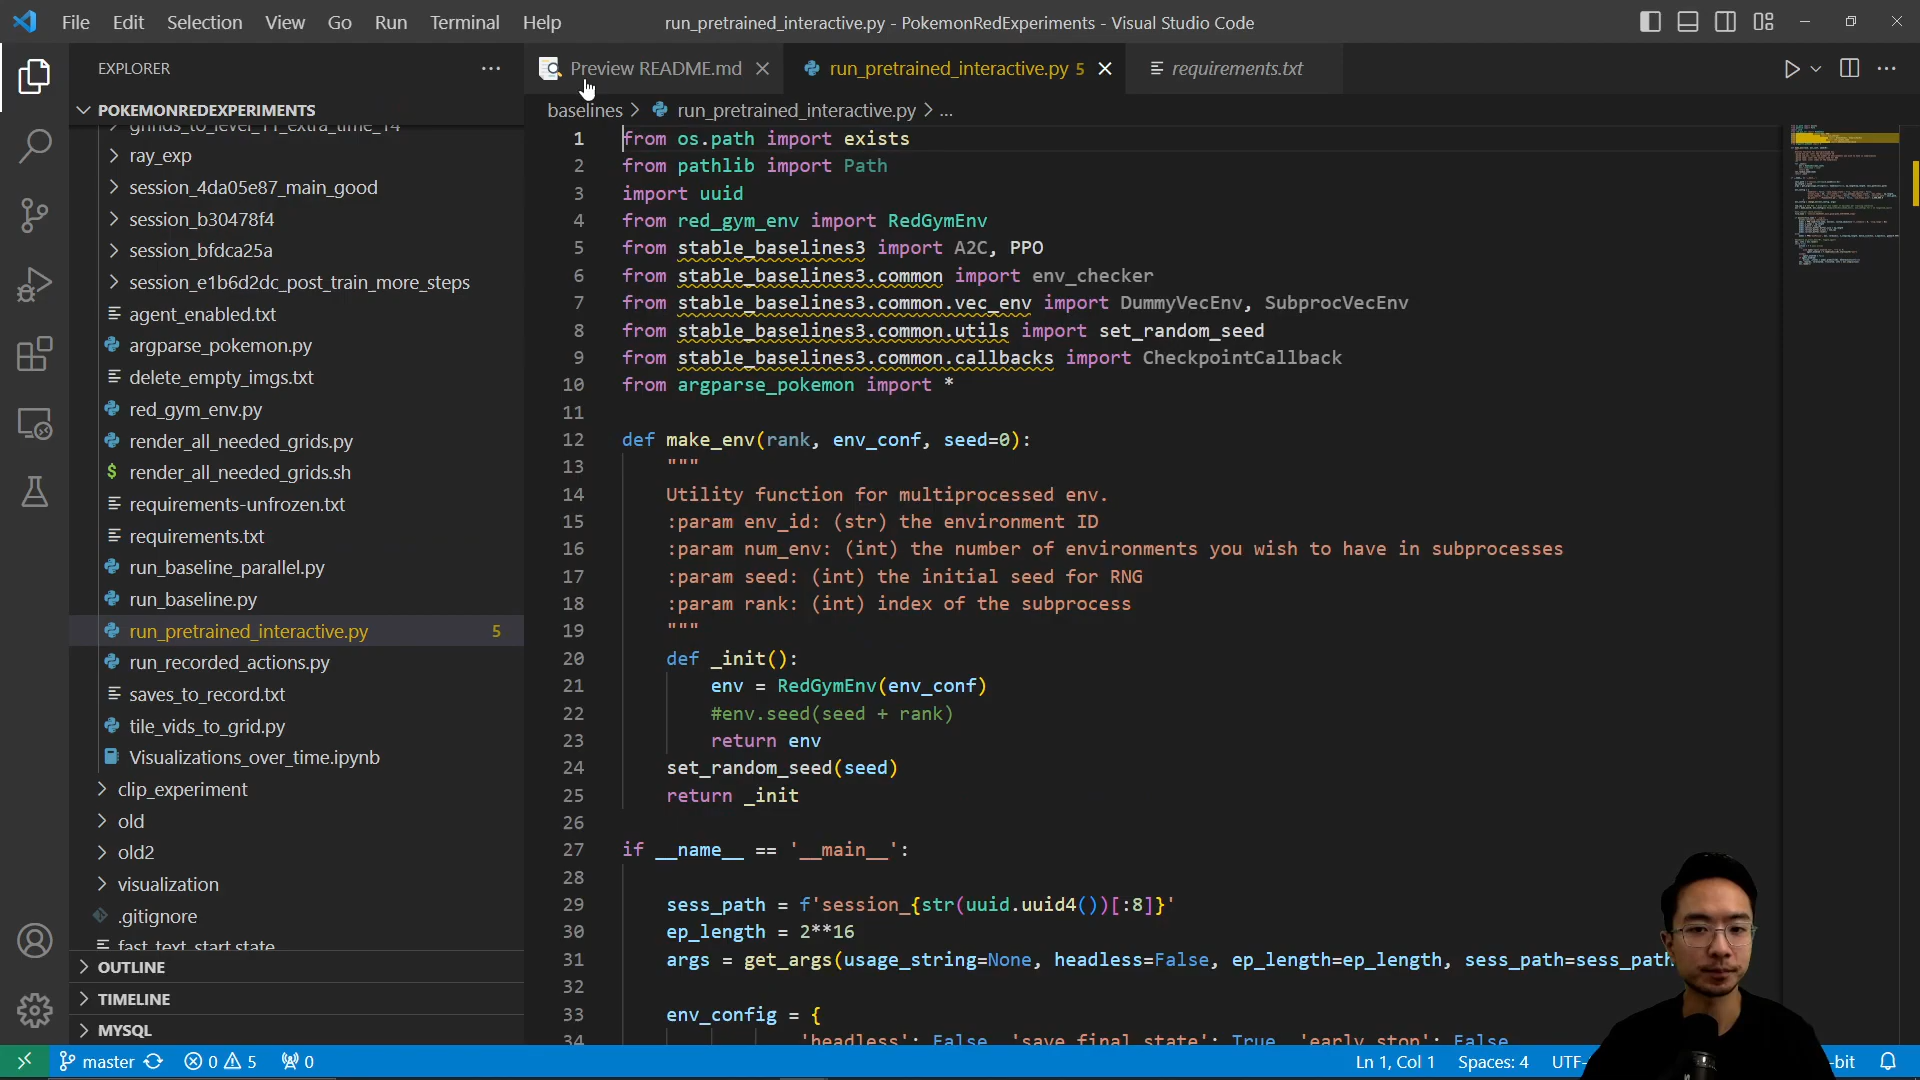 File Edit Selection View Go Run Terminal Help
run_pretrained_interactive.py - PokemonRedExperiments - Visual Studio Code
EXPLORER
Preview README.md
run_pretrained_interactive.py 5
requirements.txt
POKEMONREDEXPERIMENTS
grinds_to_level_11_extra_time_14
ray_exp
session_4da05e87_main_good
session_b30478f4
session_bfdca25a
session_e1b6d2dc_post_train_more_steps
agent_enabled.txt
argparse_pokemon.py
delete_empty_imgs.txt
red_gym_env.py
render_all_needed_grids.py
render_all_needed_grids.sh
requirements-unfrozen.txt
requirements.txt
run_baseline_parallel.py
run_baseline.py
run_pretrained_interactive.py 5
run_recorded_actions.py
saves_to_record.txt
tile_vids_to_grid.py
Visualizations_over_time.ipynb
clip_experiment
old
old2
visualization
.gitignore
fast_text_start.state
OUTLINE
TIMELINE
MYSQL
baselines > run_pretrained_interactive.py > ...
1 from os.path import exists
2 from pathlib import Path
3 import uuid
4 from red_gym_env import RedGymEnv
5 from stable_baselines3 import A2C, PPO
6 from stable_baselines3.common import env_checker
7 from stable_baselines3.common.vec_env import DummyVecEnv, SubprocVecEnv
8 from stable_baselines3.common.utils import set_random_seed
9 from stable_baselines3.common.callbacks import CheckpointCallback
10 from argparse_pokemon import *
11
12 def make_env(rank, env_conf, seed=0):
13 """
14 Utility function for multiprocessed env.
15 :param env_id: (str) the environment ID
16 :param num_env: (int) the number of environments you wish to have in subprocesses
17 :param seed: (int) the initial seed for RNG
18 :param rank: (int) index of the subprocess
19 """
20 def _init():
21 env = RedGymEnv(env_conf)
22 #env.seed(seed + rank)
23 return env
24 set_random_seed(seed)
25 return _init
26
27 if __name__ == '__main__':
28
29 sess_path = f'session_{str(uuid.uuid4())[:8]}'
30 ep_length = 2**16
31 args = get_args(usage_string=None, headless=False, ep_length=ep_length, sess_path=sess_path
32
33 env_config = {
34 'headless': False, 'save_final_state': True, 'early_stop': False
master 0 5 0
Ln 1, Col 1 Spaces: 4 UTF- -bit